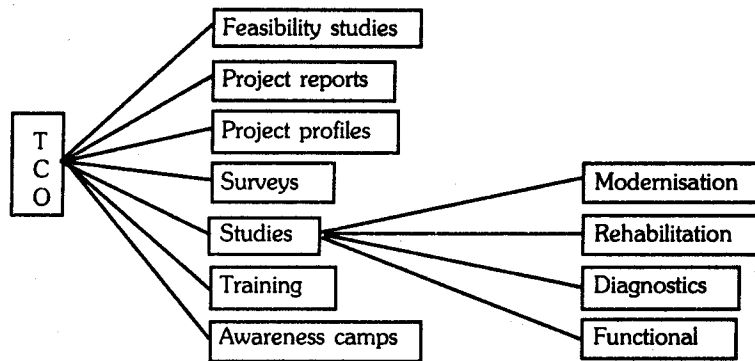 Feasibility studies
Project reports
Project profiles
T
C
O
Surveys
Studies
Training
Awareness camps
Modernisation
Rehabilitation
Diagnostics
Functional